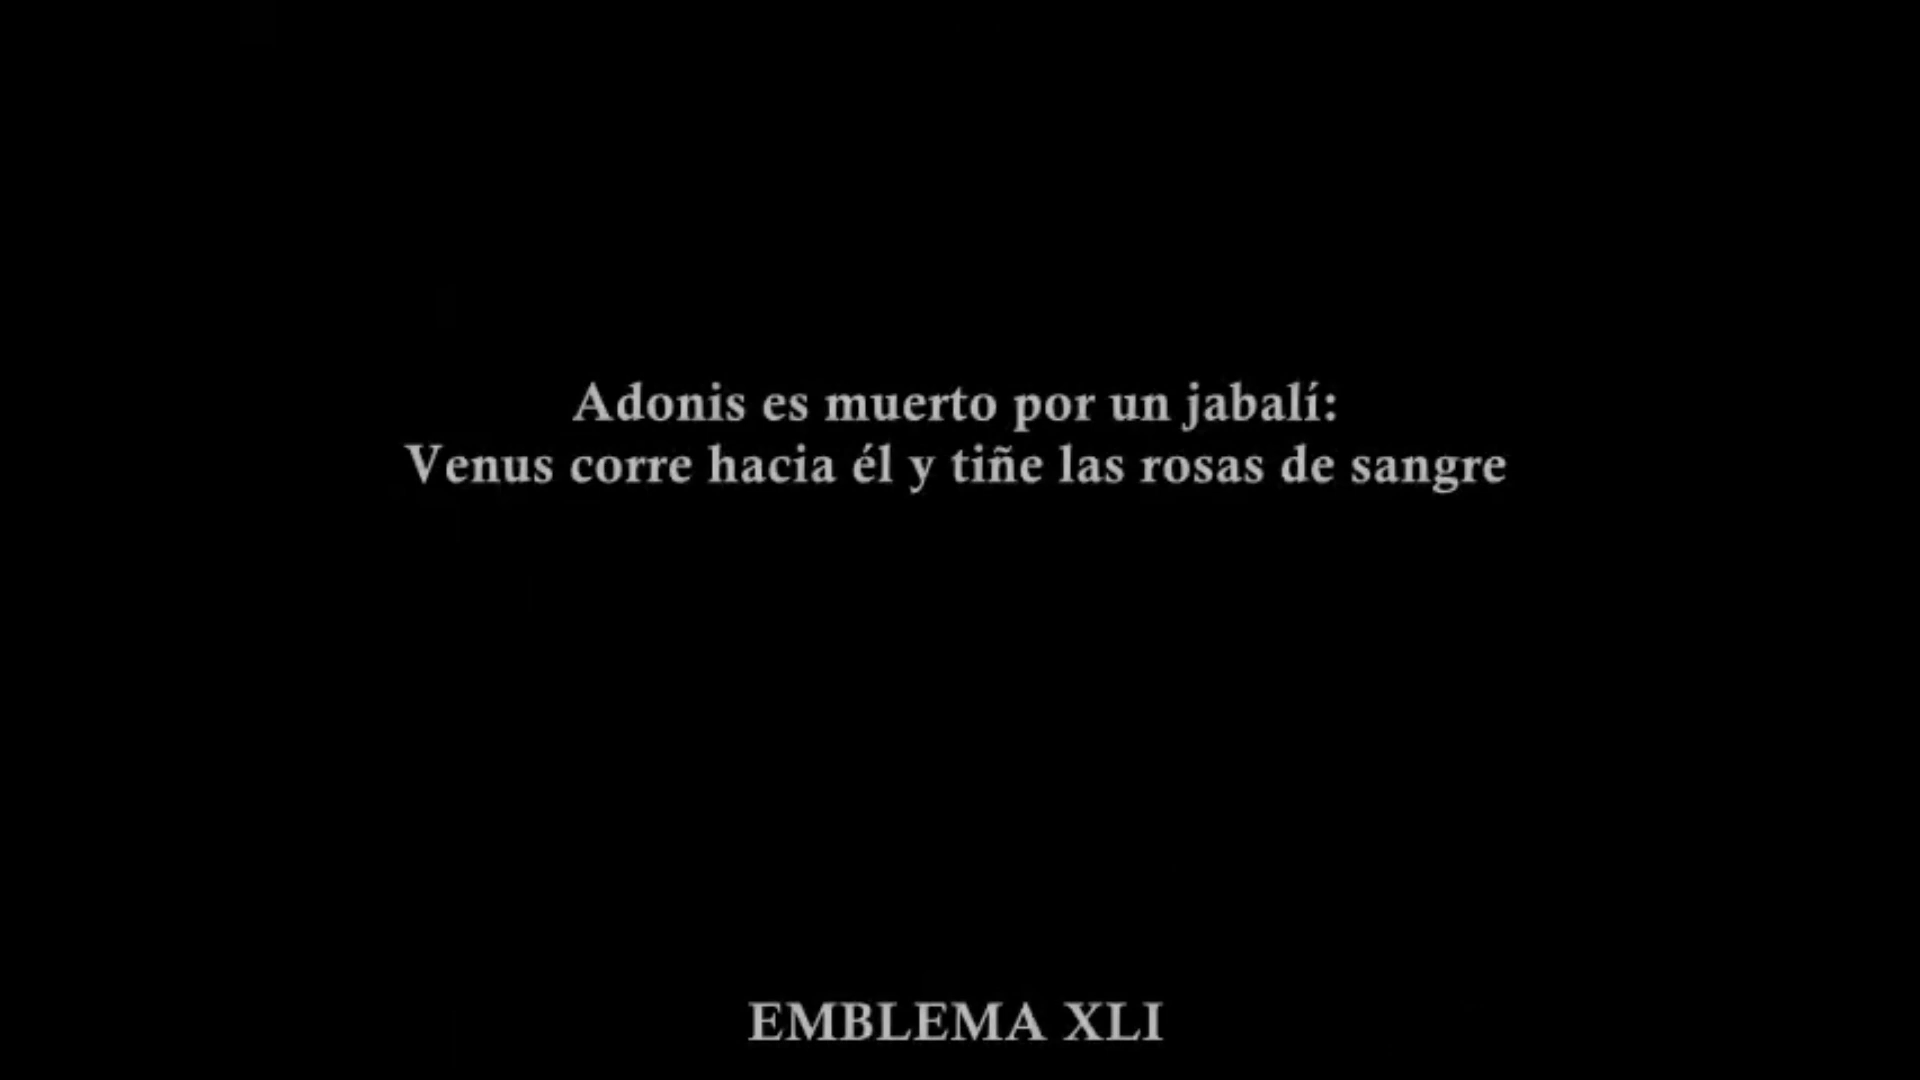 Adonis es muerto por un jabalí:
Venus corre hacia él y tiñe las rosas de sangre
EMBLEMA XLI